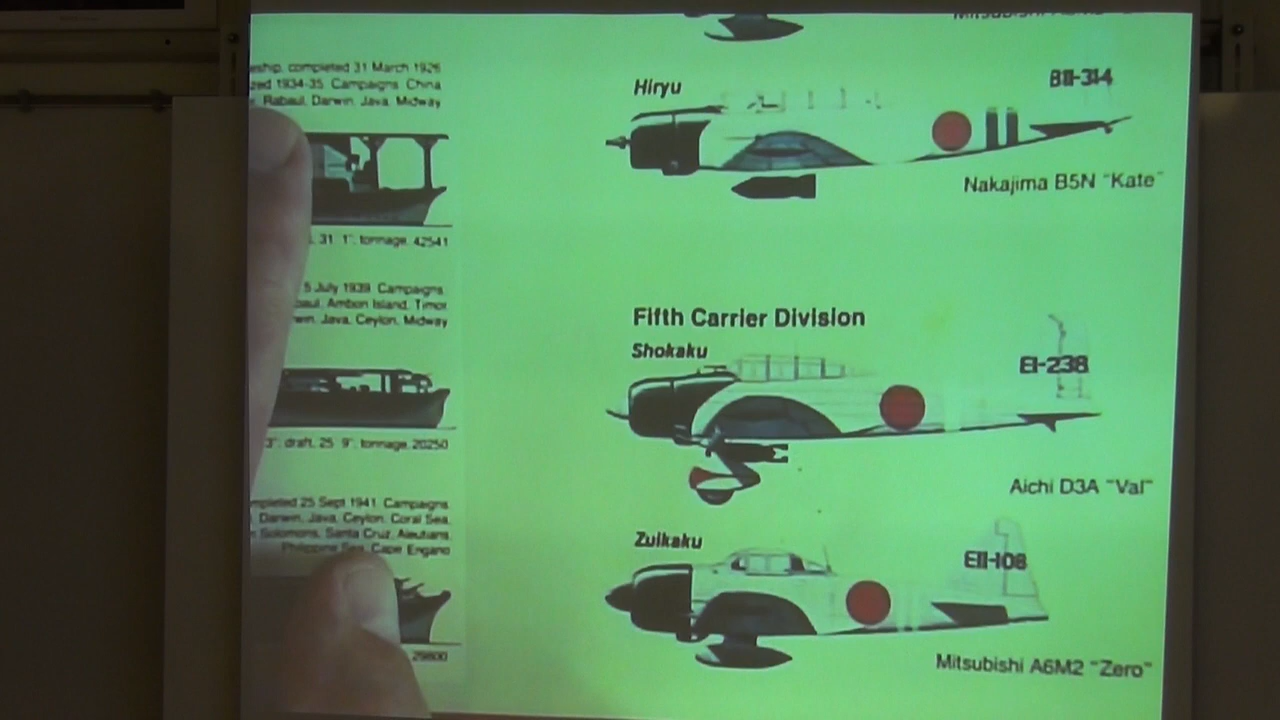 eship, completed 31 March 1926
zed 1934-35. Campaigns China
Rabaul, Darwin, Java, Midway
31' 1", tonnage, 42541
5 July 1939. Campaigns
baul, Ambon Island, Timor
win, Java, Ceylon, Midway
3", draft, 25' 9", tonnage, 20250
mpleted 25 Sept 1941. Campaigns
Darwin, Java, Ceylon, Coral Sea,
Solomons, Santa Cruz, Aleutians,
Philippine Sea, Cape Engano
29800
Hiryu
BII-314
Nakajima B5N "Kate"
Fifth Carrier Division
Shokaku
EI-238
Aichi D3A "Val"
Zuikaku
EII-108
Mitsubishi A6M2 "Zero"